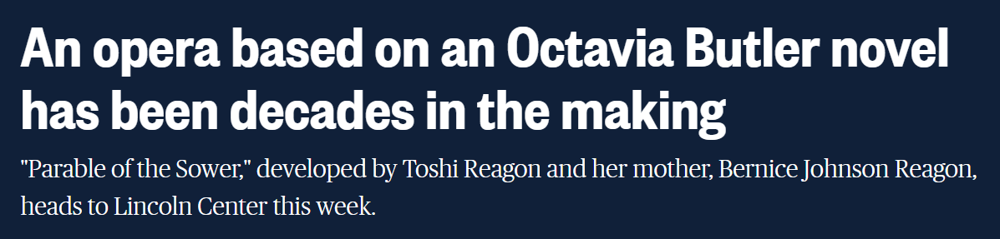 An opera based on an Octavia Butler novel
has been decades in the making
"Parable of the Sower," developed by Toshi Reagon and her mother, Bernice Johnson Reagon,
heads to Lincoln Center this week.